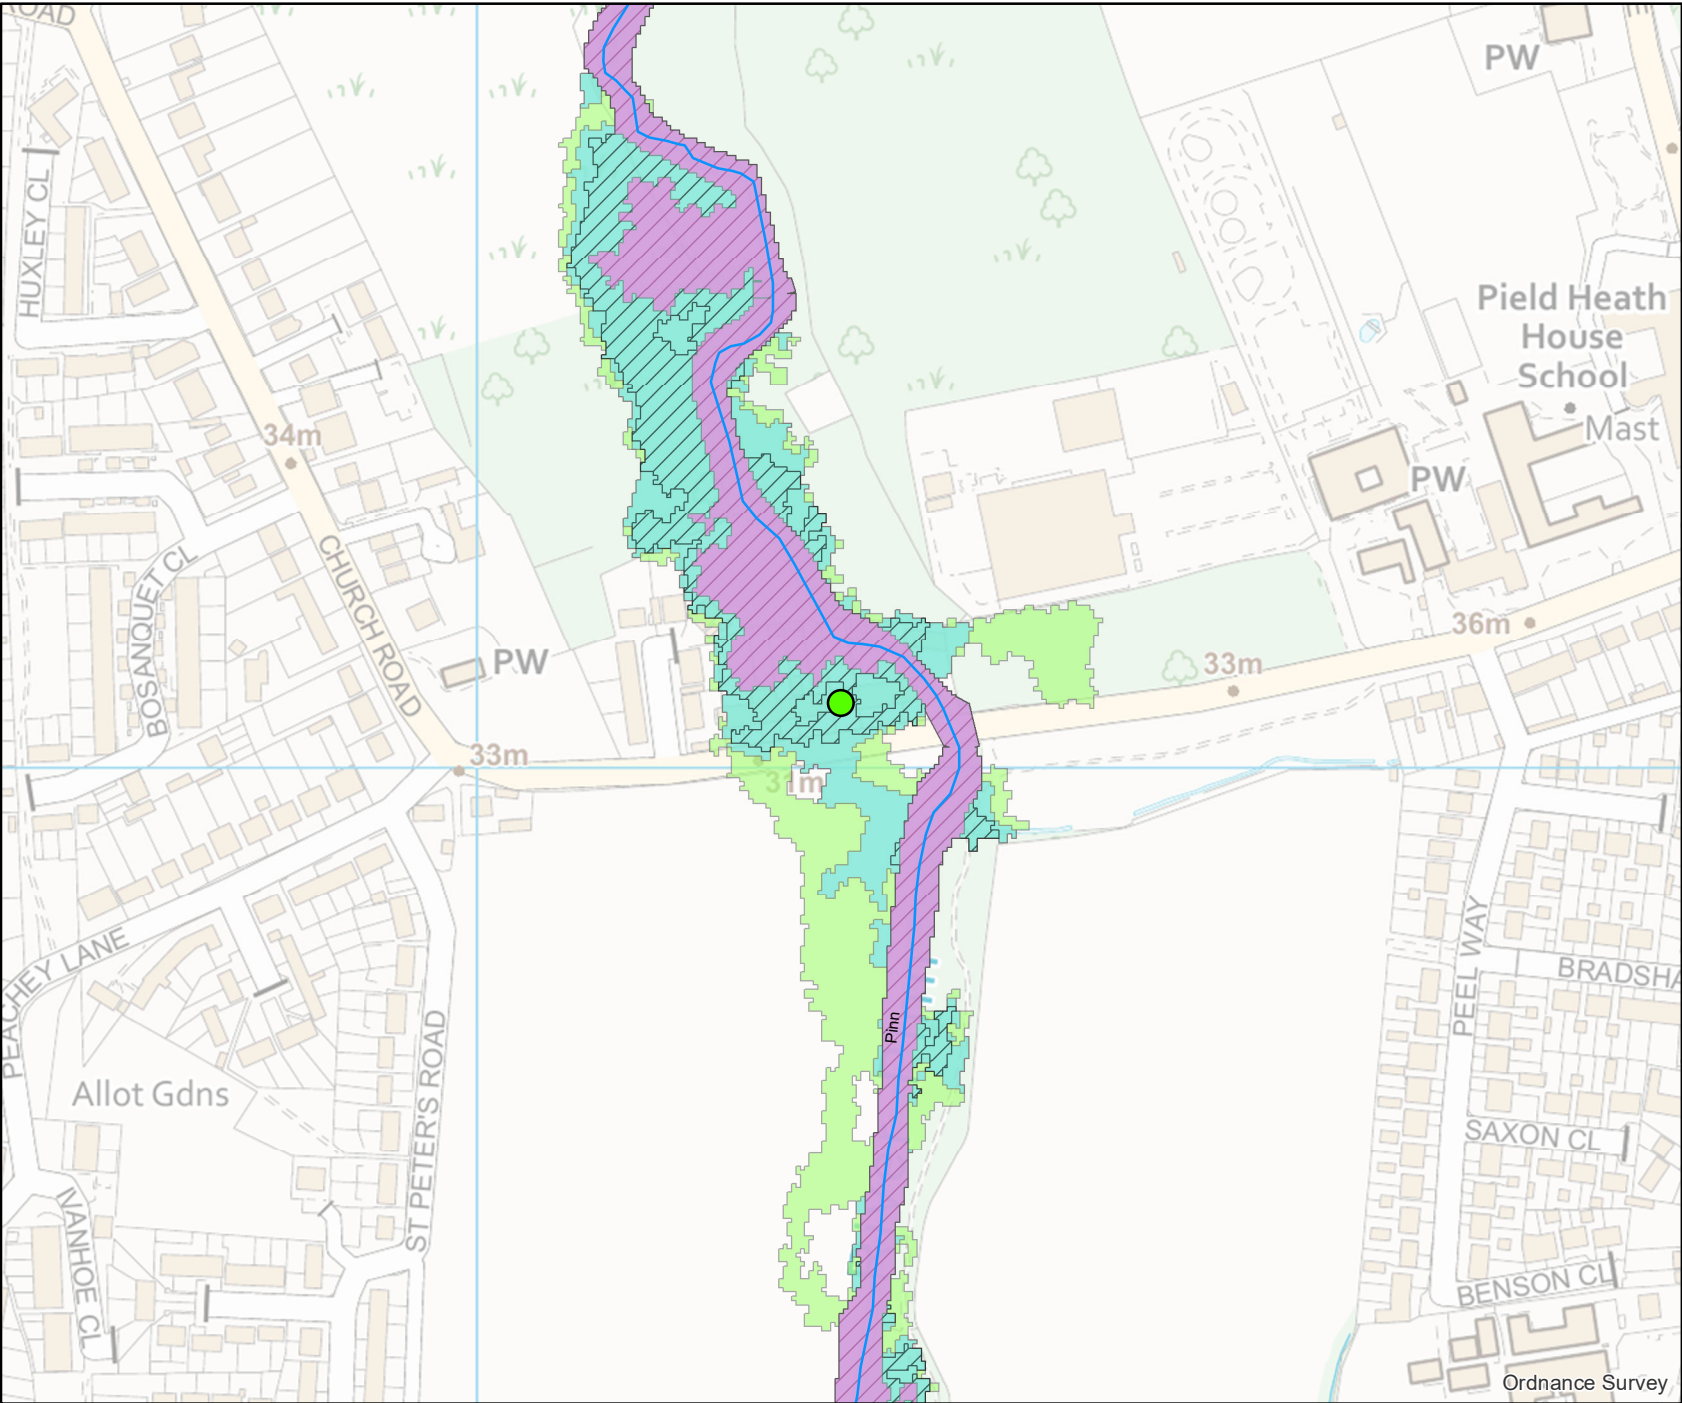 OAD
PW
HUXLEY CL
Pield Heath
House
School
Mast
34m
PW
CHURCH ROAD
BOSANQUET CL
PW
36m
33m
33m
31m
PEACHEY LANE
PEEL WAY
BRADSHA
Pinn
Allot Gdns
ST PETER'S ROAD
SAXON CL
IVANHOE CL
BENSON CL
Ordnance Survey